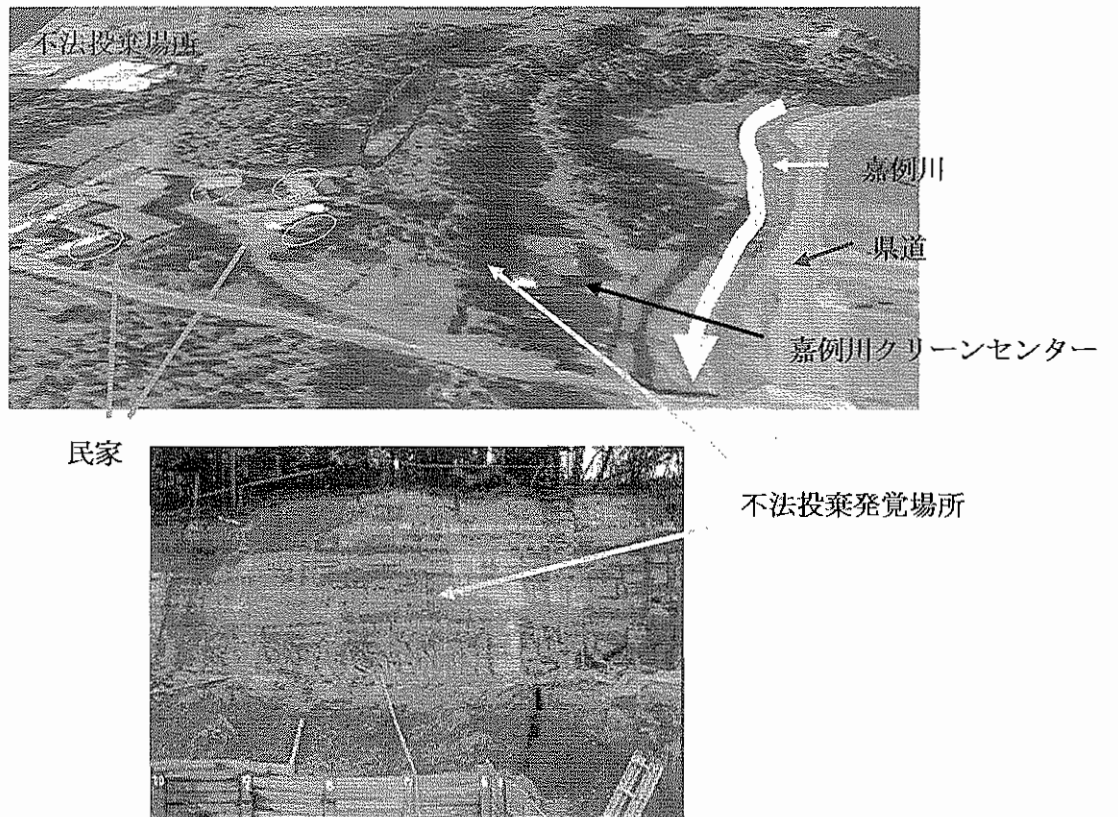 不法投棄場所
嘉例川
県道
嘉例川クリーンセンター
民家
不法投棄発覚場所